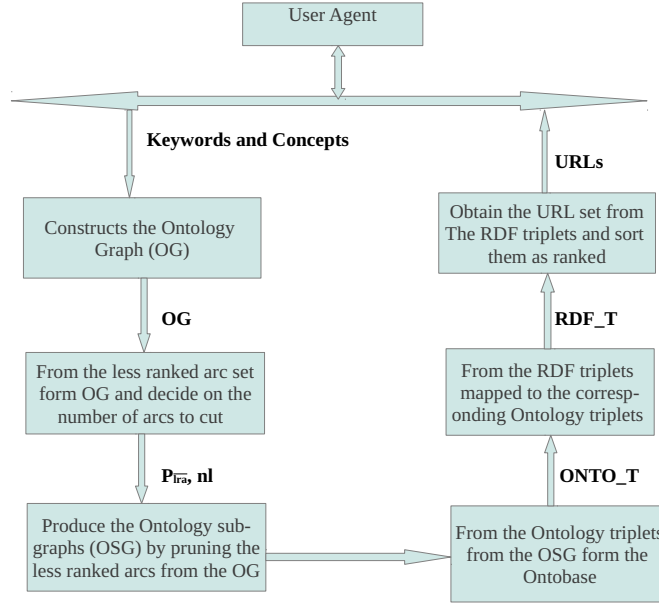 User Agent
Keywords and Concepts
Constructs the Ontology
Graph (OG)
OG
From the less ranked arc set
form OG and decide on the
number of arcs to cut
P lra, nl
Produce the Ontology sub-
graphs (OSG) by pruning the
less ranked arcs from the OG
From the Ontology triplets
from the OSG form the
Ontobase
ONTO_T
From the RDF triplets
mapped to the corresp-
onding Ontology triplets
RDF_T
Obtain the URL set from
The RDF triplets and sort
them as ranked
URLs